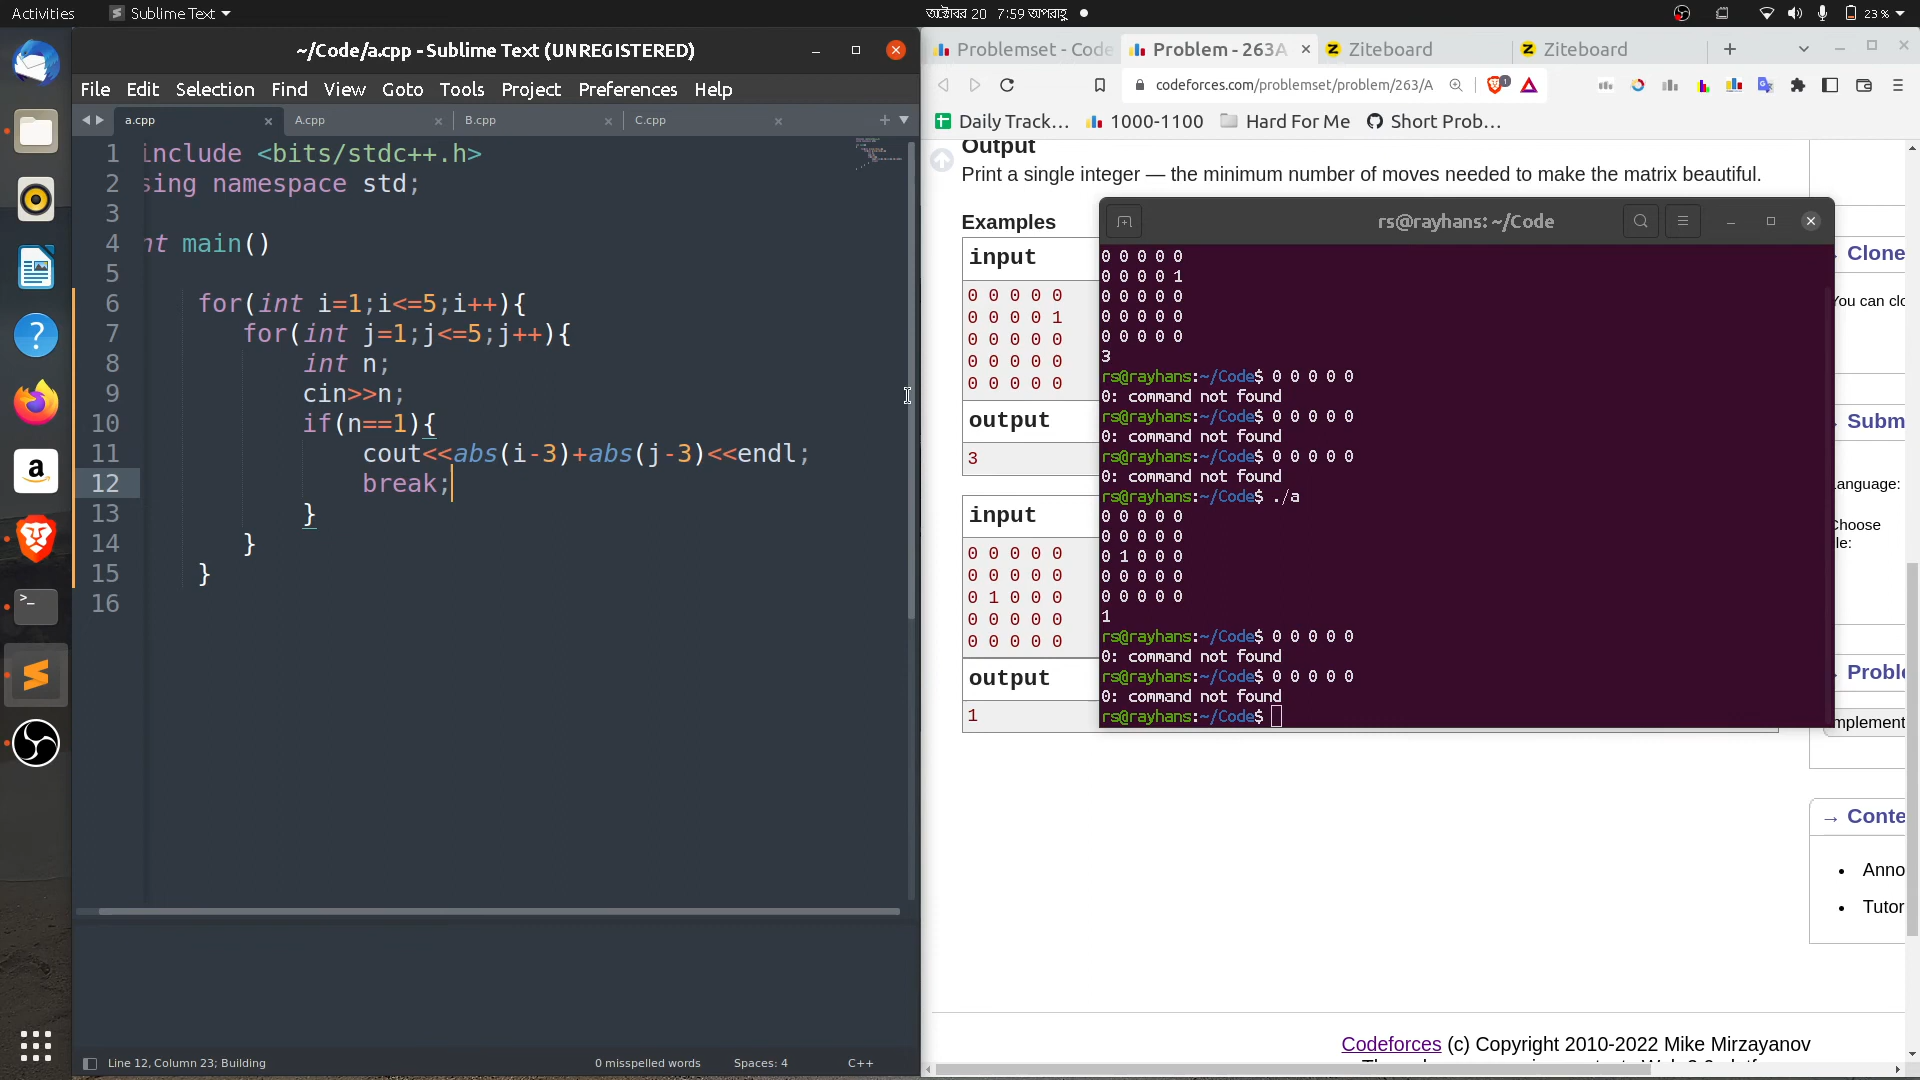 Activities
Sublime Text
অক্টোবর 20 7:59 অপরাহ্ণ
23 %
~/Code/a.cpp - Sublime Text (UNREGISTERED)
File Edit Selection Find View Goto Tools Project Preferences Help
a.cpp
A.cpp
B.cpp
C.cpp
1 include <bits/stdc++.h>
2 sing namespace std;
3
4 nt main()
5
6 for(int i=1;i<=5;i++){
7 for(int j=1;j<=5;j++){
8 int n;
9 cin>>n;
10 if(n==1){
11 cout<<abs(i-3)+abs(j-3)<<endl;
12 break;
13 }
14 }
15 }
16
Line 12, Column 23; Building
0 misspelled words
Spaces: 4
C++
Problemset - Code
Problem - 263A
Ziteboard
Ziteboard
codeforces.com/problemset/problem/263/A
1
Daily Track...
1000-1100
Hard For Me
Short Prob...
Output
Print a single integer — the minimum number of moves needed to make the matrix beautiful.
Examples
input
0 0 0 0 0
0 0 0 0 1
0 0 0 0 0
0 0 0 0 0
0 0 0 0 0
output
3
input
0 0 0 0 0
0 0 0 0 0
0 1 0 0 0
0 0 0 0 0
0 0 0 0 0
output
1
rs@rayhans: ~/Code
0 0 0 0 0
0 0 0 0 1
0 0 0 0 0
0 0 0 0 0
0 0 0 0 0
3
rs@rayhans:~/Code$ 0 0 0 0 0
0: command not found
rs@rayhans:~/Code$ 0 0 0 0 0
0: command not found
rs@rayhans:~/Code$ 0 0 0 0 0
0: command not found
rs@rayhans:~/Code$ ./a
0 0 0 0 0
0 0 0 0 0
0 1 0 0 0
0 0 0 0 0
0 0 0 0 0
1
rs@rayhans:~/Code$ 0 0 0 0 0
0: command not found
rs@rayhans:~/Code$ 0 0 0 0 0
0: command not found
rs@rayhans:~/Code$
Clone
You can clo
Subm
anguage:
Choose
ile:
Proble
mplement
→ Conte
Anno
Tutor
Codeforces (c) Copyright 2010-2022 Mike Mirzayanov